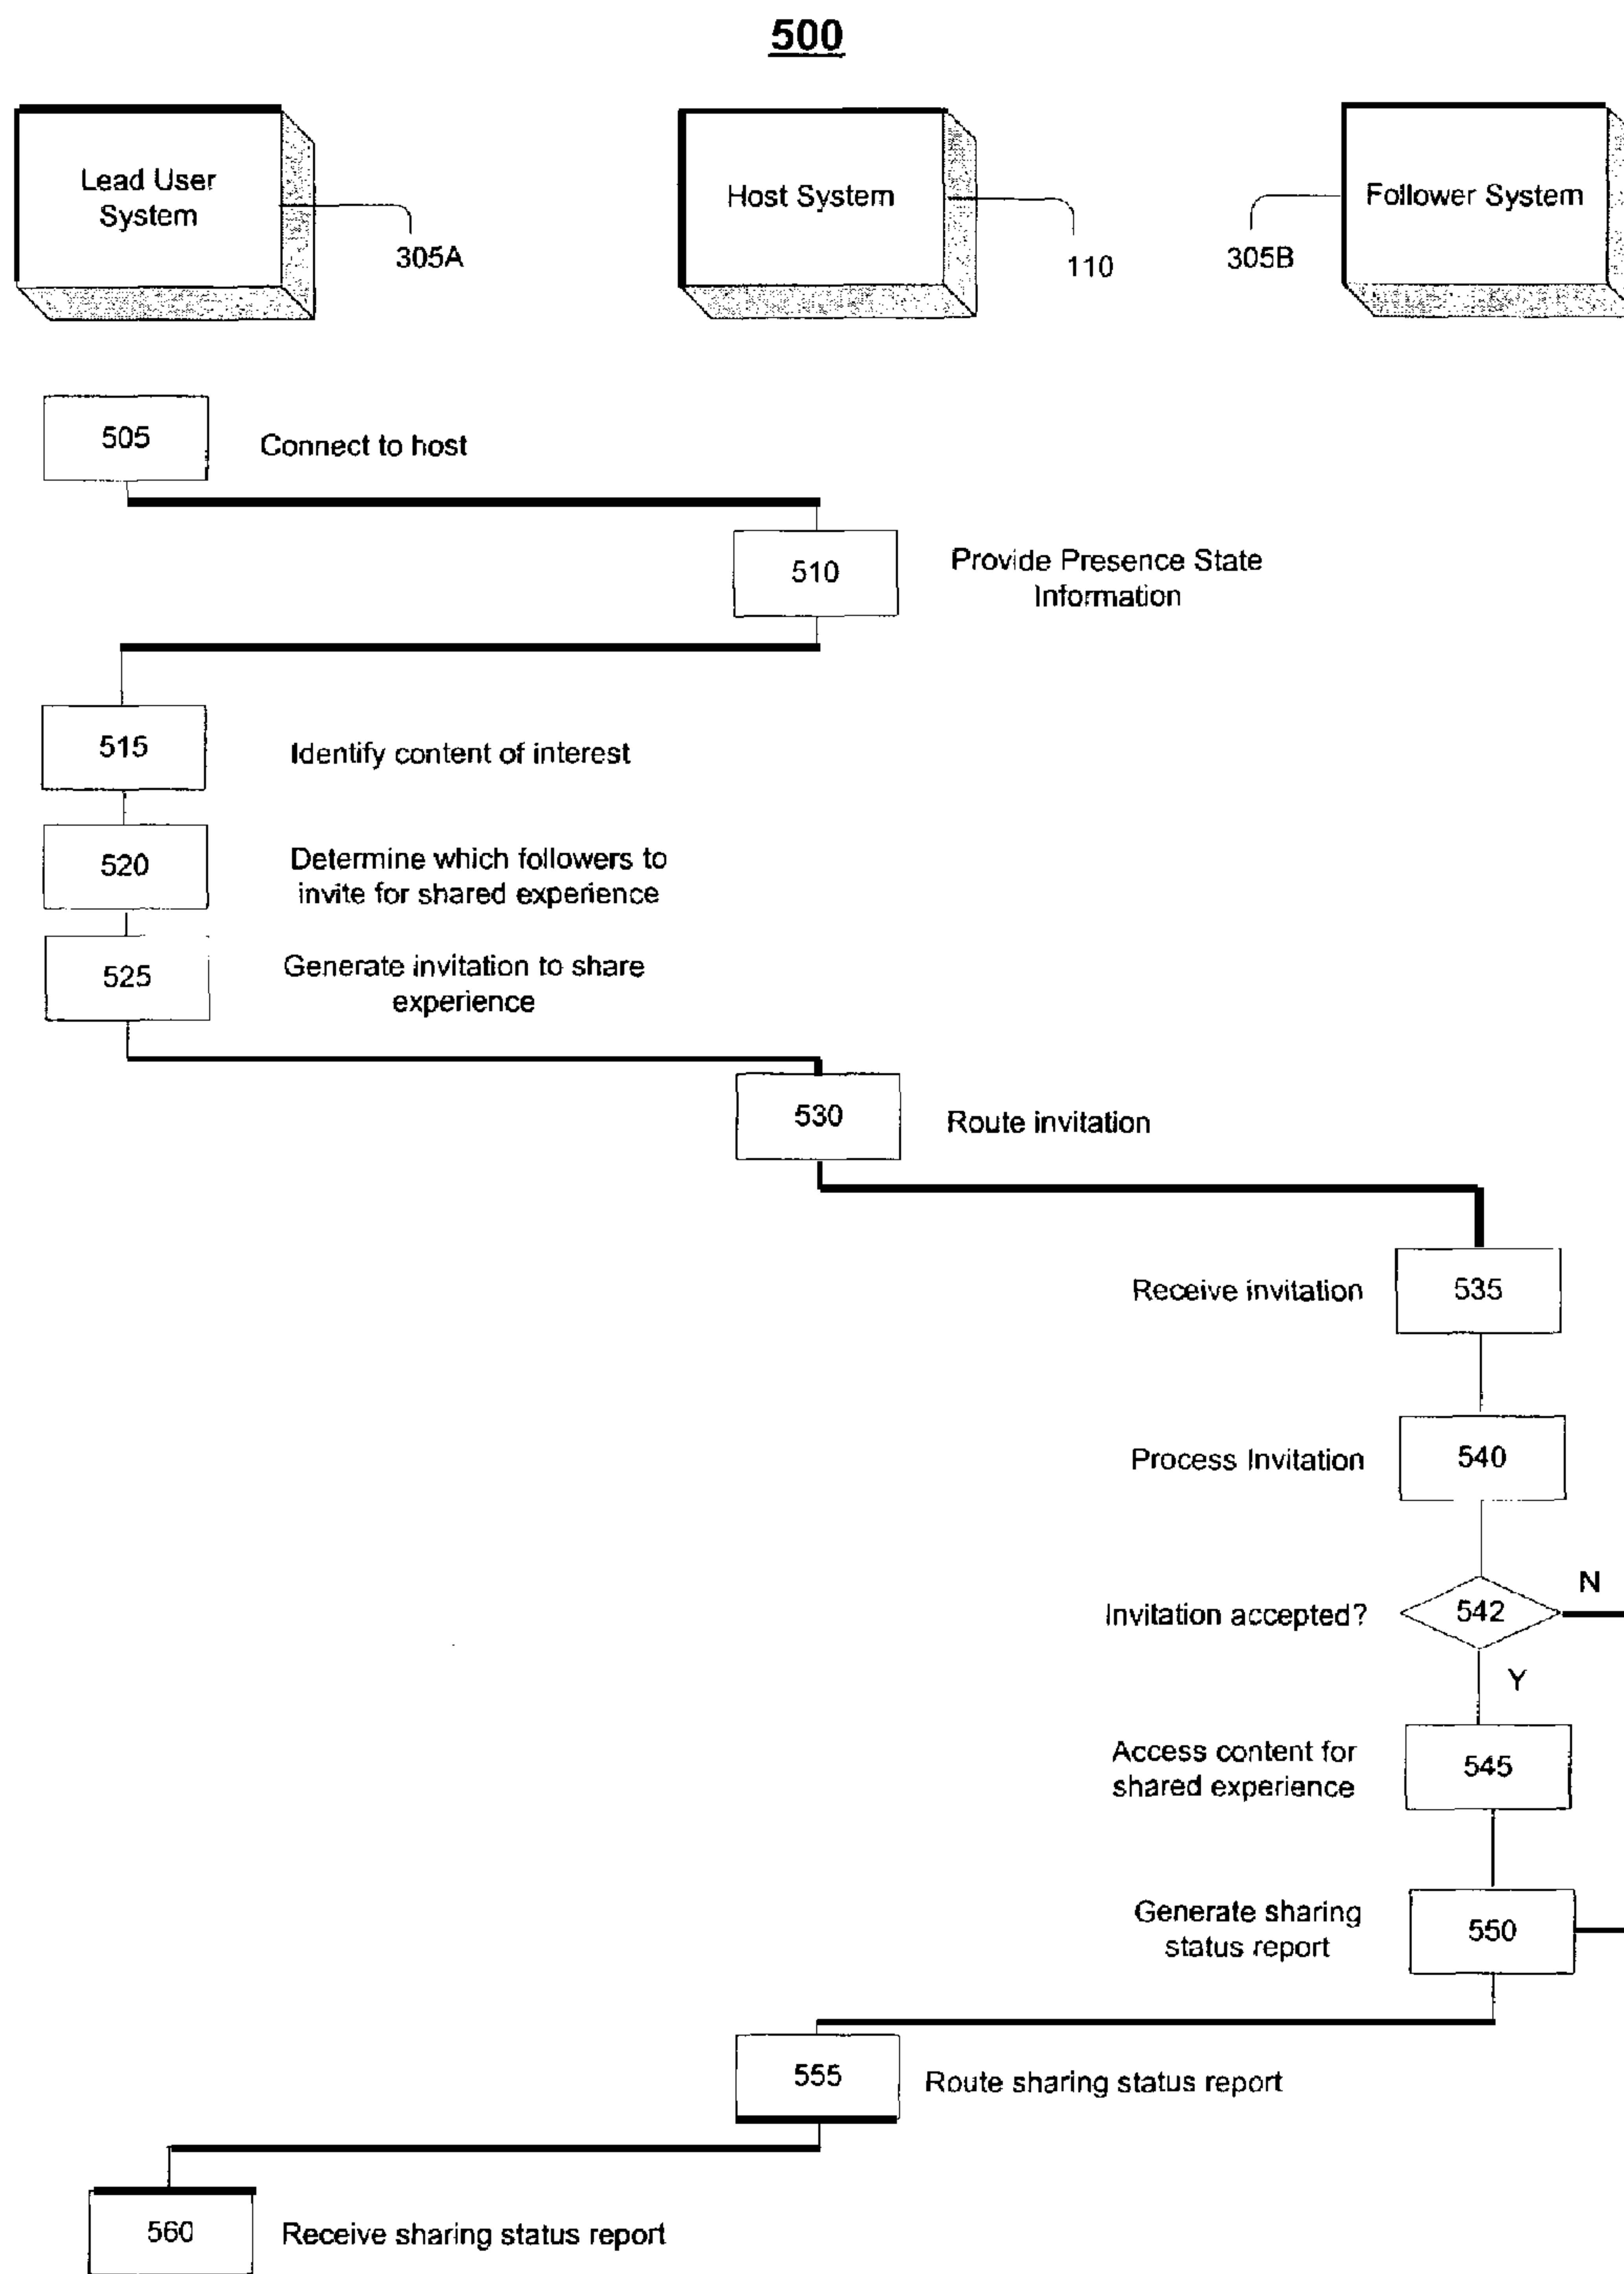 500
Lead User
System
305A
Host System
110
305B
Follower System
505
Connect to host
510
Provide Presence State
Information
515
Identify content of interest
520
Determine which followers to
invite for shared experience
525
Generate invitation to share
experience
530
Route invitation
Receive invitation
535
Process Invitation
540
Invitation accepted?
542
N
Y
Access content for
shared experience
545
Generate sharing
status report
550
555
Route sharing status report
560
Receive sharing status report